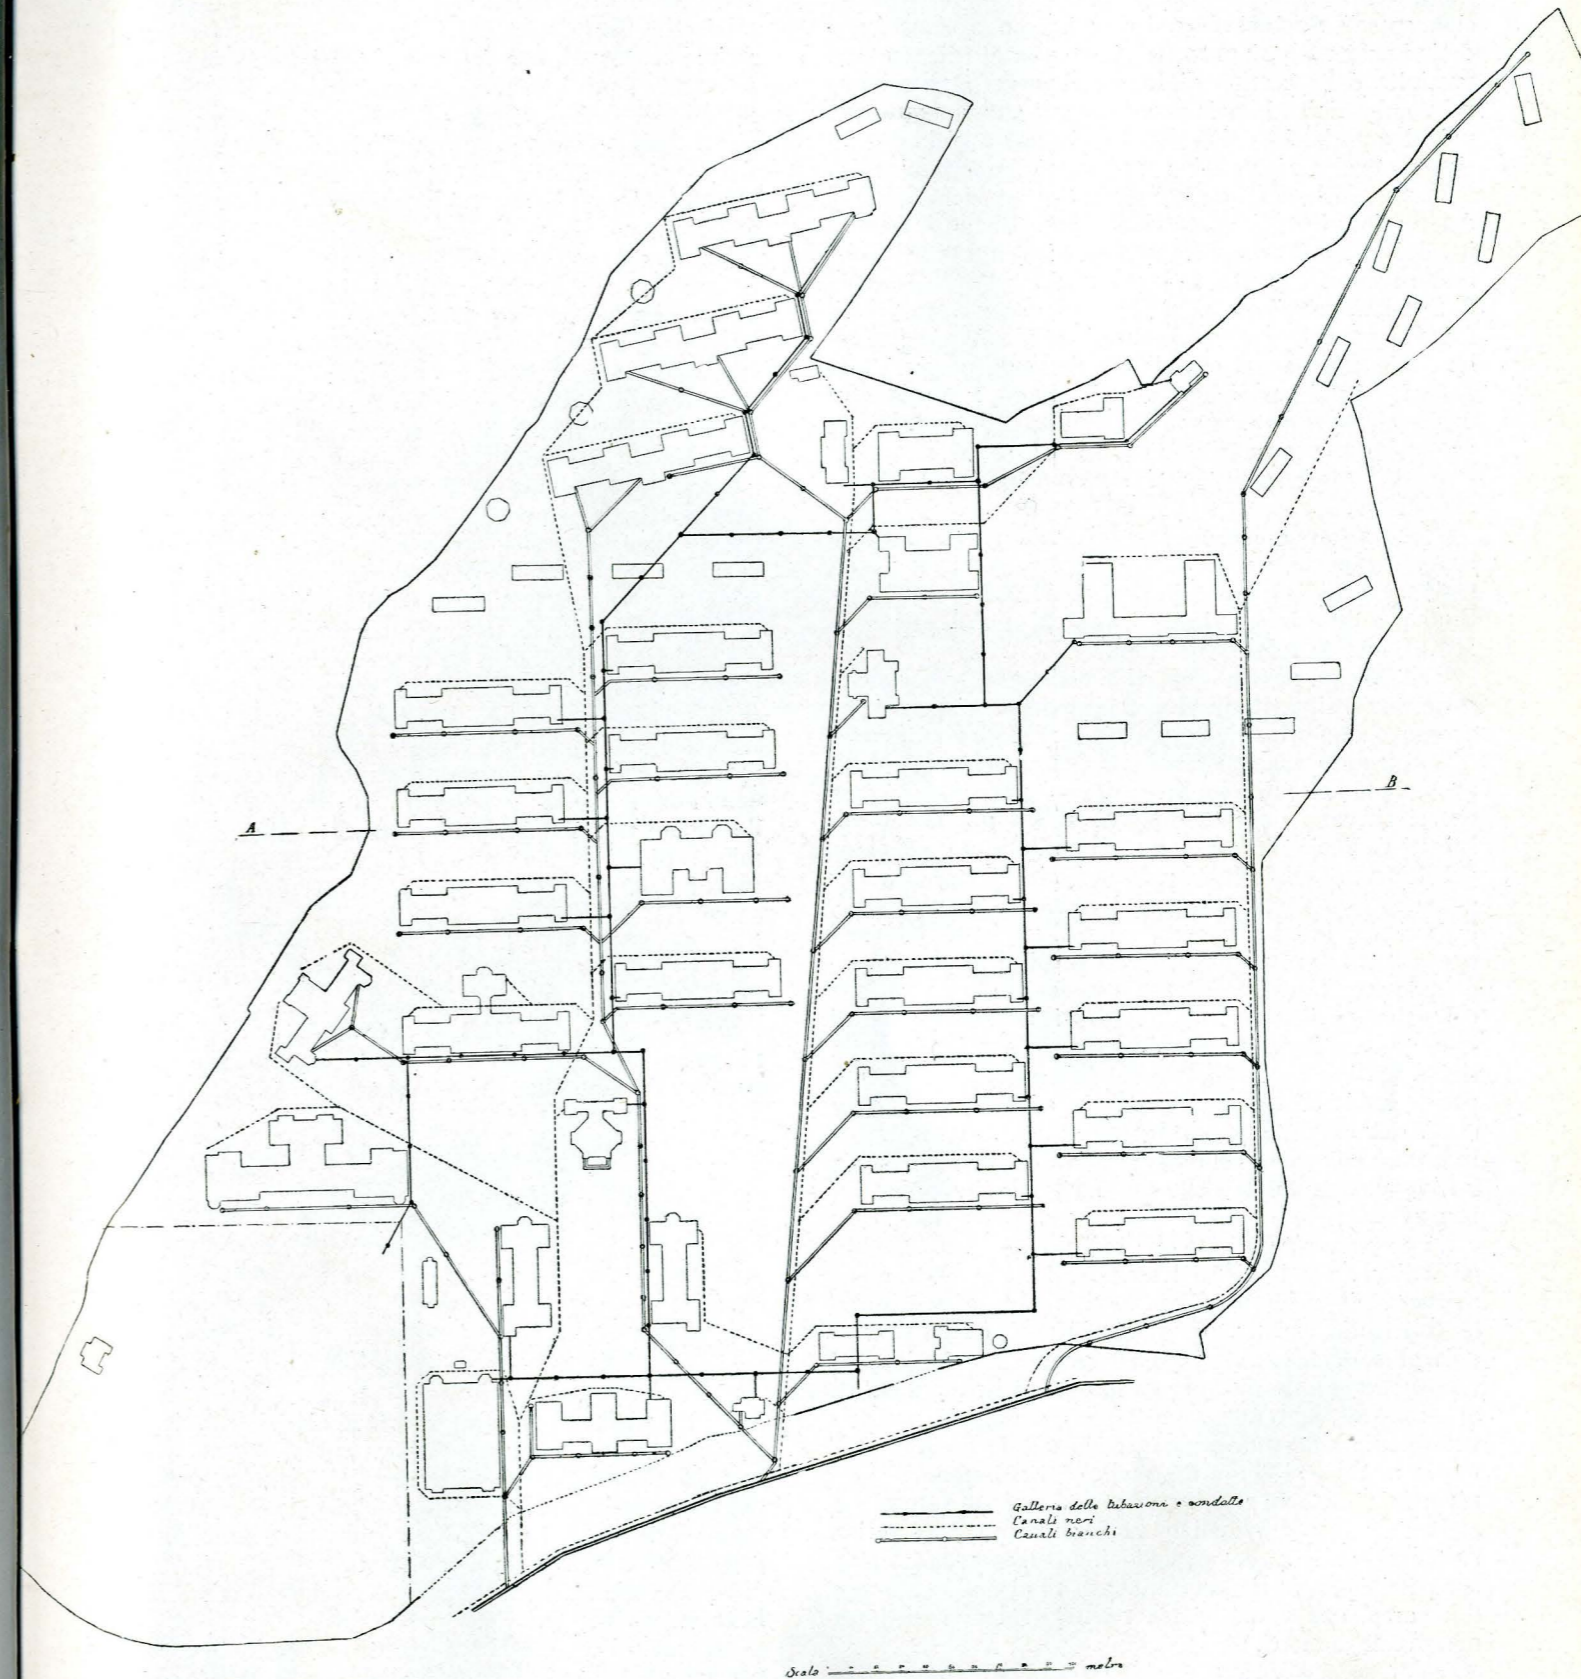 B
A
Galleria delle tubazioni e condotte
Canali neri
Canali bianchi
Scala metri